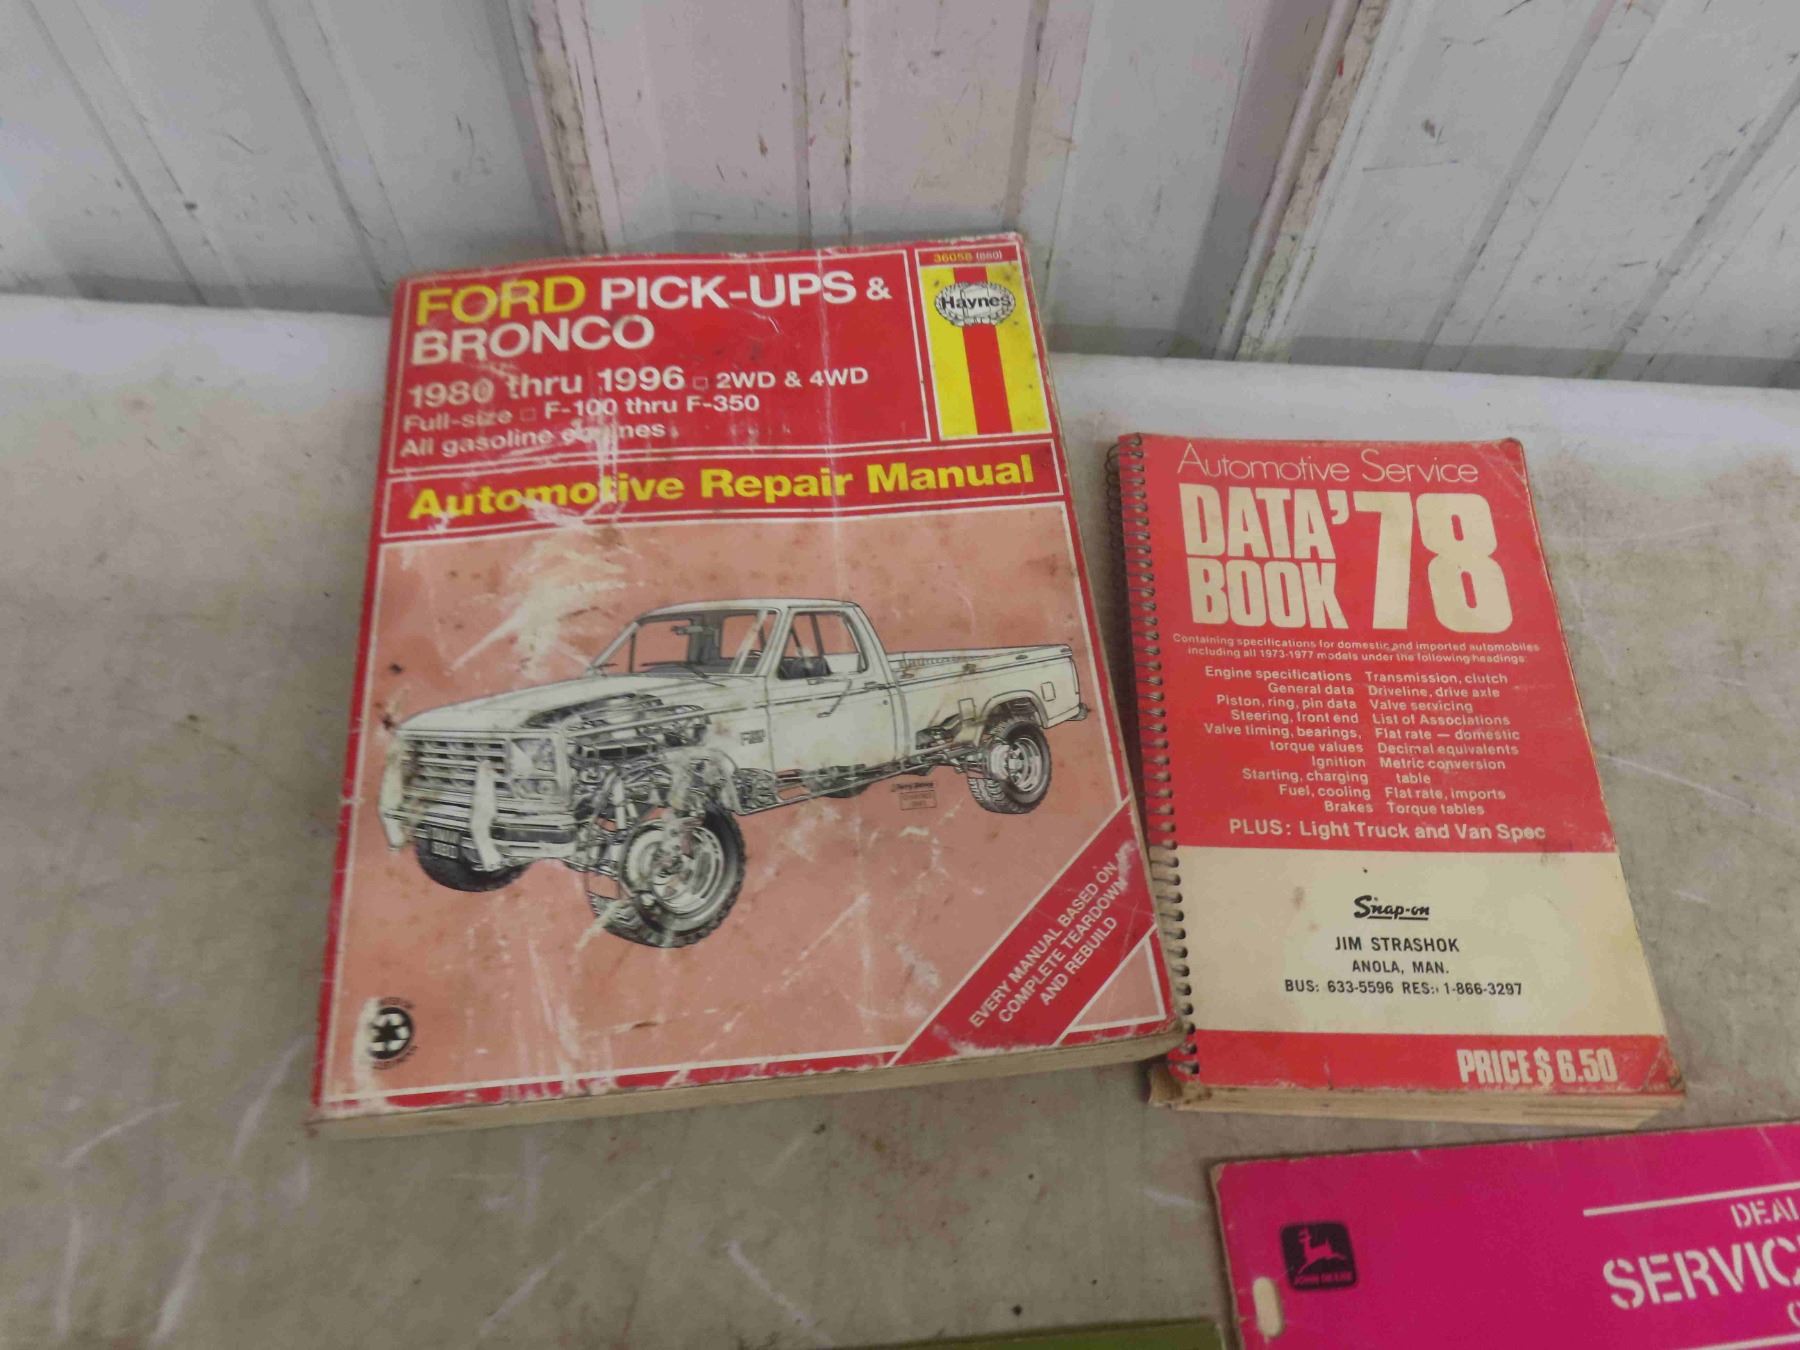 FORD PICK-UPS &
BRONCO
1980 thru 1996 □ 2WD & 4WD
Full-size □ F-100 thru F-350
All gasoline engines
36058 (880)
Haynes
Automotive Repair Manual
EVERY MANUAL BASED ON
COMPLETE TEARDOWN
AND REBUILD
Automotive Service
DATA '78
BOOK
Containing specifications for domestic and imported automobiles
including all 1973-1977 models under the following headings:
Engine specifications Transmission, clutch
General data Driveline, drive axle
Piston, ring, pin data Valve servicing
Steering, front end List of Associations
Valve timing, bearings, Flat rate — domestic
torque values Decimal equivalents
Ignition Metric conversion
Starting, charging table
Fuel, cooling Flat rate, imports
Brakes Torque tables
PLUS: Light Truck and Van Spec
Snap-on
JIM STRASHOK
ANOLA, MAN.
BUS: 633-5596 RES: 1-866-3297
PRICE $ 6.50
JOHN DEERE
DEAL
SERVIC